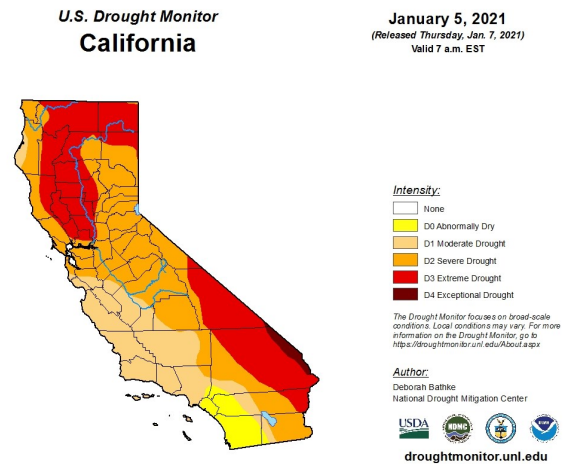 U.S. Drought Monitor
California
January 5, 2021
(Released Thursday, Jan. 7, 2021)
Valid 7 a.m. EST
Intensity:
None
D0 Abnormally Dry
D1 Moderate Drought
D2 Severe Drought
D3 Extreme Drought
D4 Exceptional Drought
The Drought Monitor focuses on broad-scale
conditions. Local conditions may vary. For more
information on the Drought Monitor, go to
https://droughtmonitor.unl.edu/About.aspx
Author:
Deborah Bathke
National Drought Mitigation Center
USDA
NDMC
NOAA
droughtmonitor.unl.edu